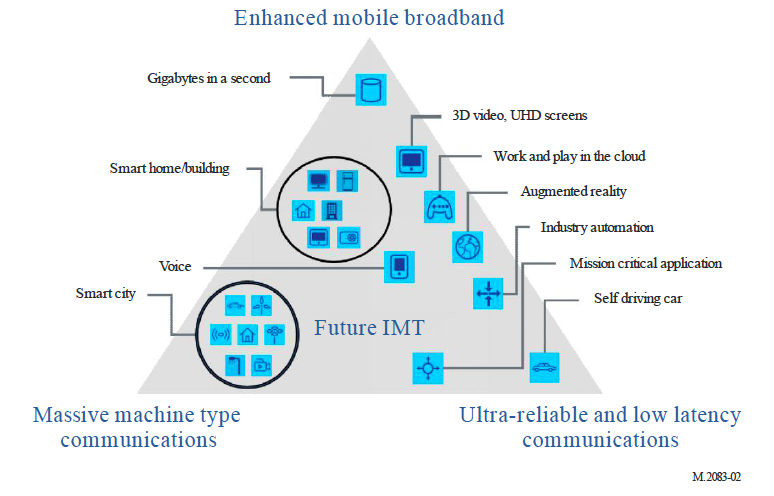 Enhanced mobile broadband
Gigabytes in a second
3D video, UHD screens
Work and play in the cloud
Smart home/building
Augmented reality
Industry automation
Voice
Mission critical application
Smart city
Self driving car
Future IMT
Massive machine type
communications
Ultra-reliable and low latency
communications
M.2083-02